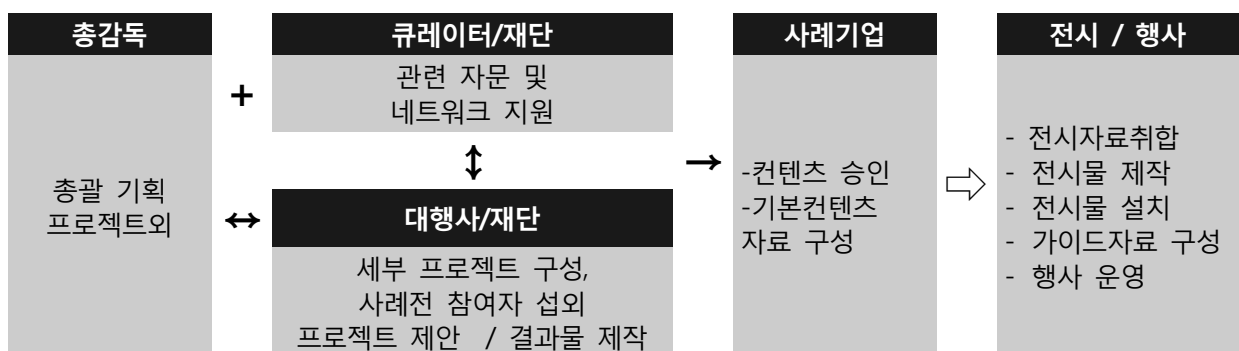 총감독
총괄 기획
프로젝트외
+
↔
큐레이터/재단
관련 자문 및
네트워크 지원
↕
대행사/재단
세부 프로젝트 구성,
사례전 참여자 섭외
프로젝트 제안 / 결과물 제작
→
사례기업
-컨텐츠 승인
-기본컨텐츠
자료 구성
⇨
전시 / 행사
- 전시자료취합
- 전시물 제작
- 전시물 설치
- 가이드자료 구성
- 행사 운영